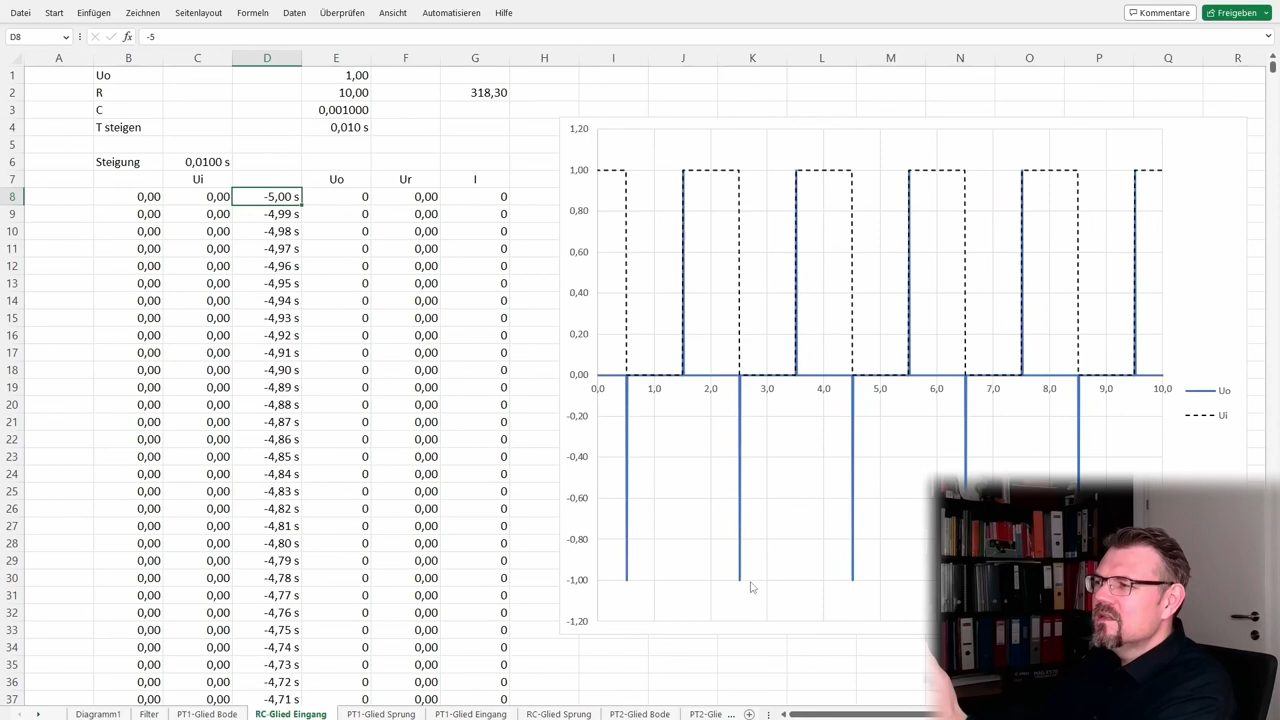 Datei Start Einfügen Zeichnen Seitenlayout Formeln Daten Überprüfen Ansicht Automatisieren Hilfe Kommentare Freigeben
D8 fx -5
A B C D E F G H I J K L M N O P Q R
1 Uo 1,00
2 R 10,00 318,30
3 C 0,001000
4 T steigen 0,010 s
5
6 Steigung 0,0100 s
7 Ui Uo Ur I
8 0,00 0,00 -5,00 s 0 0,00 0
9 0,00 0,00 -4,99 s 0 0,00 0
10 0,00 0,00 -4,98 s 0 0,00 0
11 0,00 0,00 -4,97 s 0 0,00 0
12 0,00 0,00 -4,96 s 0 0,00 0
13 0,00 0,00 -4,95 s 0 0,00 0
14 0,00 0,00 -4,94 s 0 0,00 0
15 0,00 0,00 -4,93 s 0 0,00 0
16 0,00 0,00 -4,92 s 0 0,00 0
17 0,00 0,00 -4,91 s 0 0,00 0
18 0,00 0,00 -4,90 s 0 0,00 0
19 0,00 0,00 -4,89 s 0 0,00 0
20 0,00 0,00 -4,88 s 0 0,00 0
21 0,00 0,00 -4,87 s 0 0,00 0
22 0,00 0,00 -4,86 s 0 0,00 0
23 0,00 0,00 -4,85 s 0 0,00 0
24 0,00 0,00 -4,84 s 0 0,00 0
25 0,00 0,00 -4,83 s 0 0,00 0
26 0,00 0,00 -4,82 s 0 0,00 0
27 0,00 0,00 -4,81 s 0 0,00 0
28 0,00 0,00 -4,80 s 0 0,00 0
29 0,00 0,00 -4,79 s 0 0,00 0
30 0,00 0,00 -4,78 s 0 0,00 0
31 0,00 0,00 -4,77 s 0 0,00 0
32 0,00 0,00 -4,76 s 0 0,00 0
33 0,00 0,00 -4,75 s 0 0,00 0
34 0,00 0,00 -4,74 s 0 0,00 0
35 0,00 0,00 -4,73 s 0 0,00 0
36 0,00 0,00 -4,72 s 0 0,00 0
37 0,00 0,00 -4,71 s 0 0,00 0
1,20
1,00
0,80
0,60
0,40
0,20
0,00
0,0 1,0 2,0 3,0 4,0 5,0 6,0 7,0 8,0 9,0 10,0
Uo
-0,20
Ui
-0,40
-0,60
-0,80
-1,00
-1,20
Diagramm1 Filter PT1-Glied Bode RC-Glied Eingang PT1-Glied Sprung PT1-Glied Eingang RC-Glied Sprung PT2-Glied Bode PT2-Glie ...